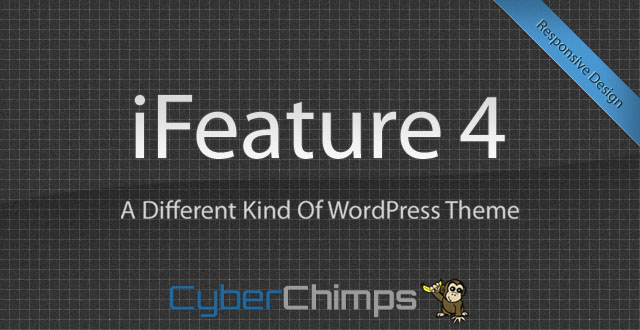 Responsive Design
iFeature 4
A Different Kind Of WordPress Theme
CyberChimps